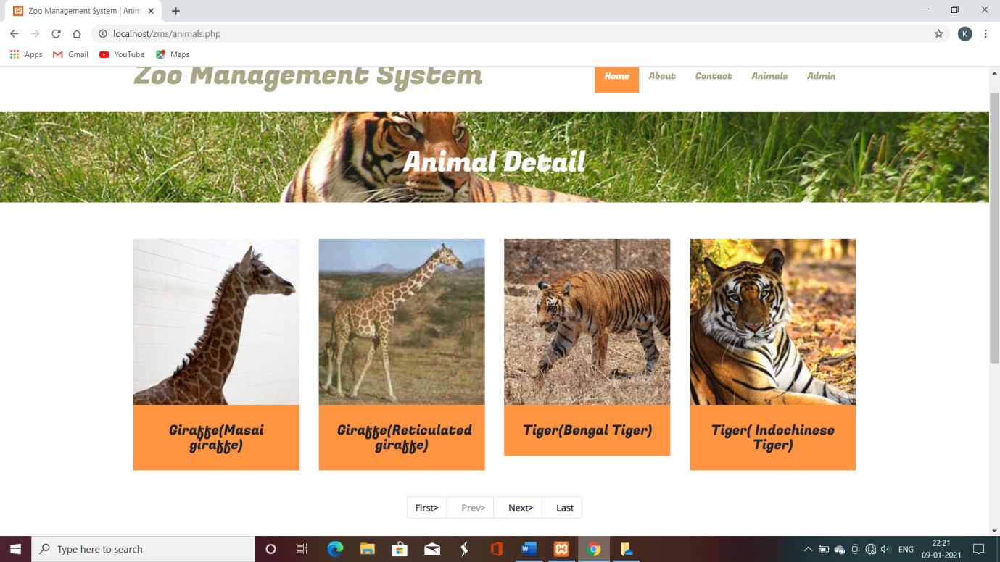 Zoo Management System | Anim
localhost/zms/animals.php
K
Apps Gmail YouTube Maps
Zoo Management System
Home About Contact Animals Admin
Animal Detail
Giraffe(Masai
giraffe)
Giraffe(Reticulated
giraffe)
Tiger(Bengal Tiger)
Tiger( Indochinese
Tiger)
First> Prev> Next> Last
Type here to search
ENG
22:21
09-01-2021